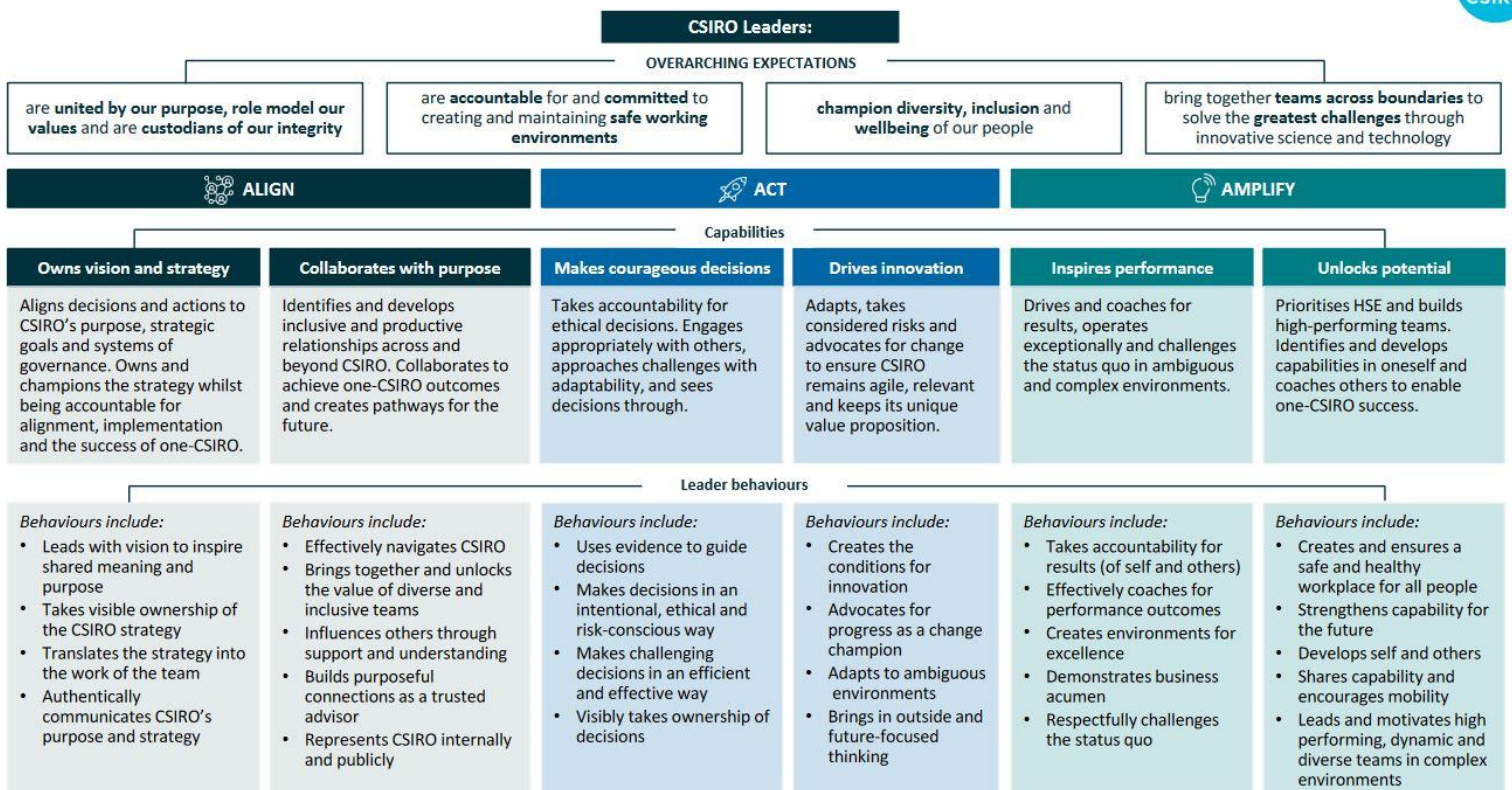 CSIRO Leaders:
OVERARCHING EXPECTATIONS
are united by our purpose, role model our
values and are custodians of our integrity
are accountable for and committed to
creating and maintaining safe working
environments
champion diversity, inclusion and
wellbeing of our people
bring together teams across boundaries to
solve the greatest challenges through
innovative science and technology
ALIGN
ACT
AMPLIFY
Capabilities
Owns vision and strategy
Aligns decisions and actions to
CSIRO's purpose, strategic
goals and systems of
governance. Owns and
champions the strategy whilst
being accountable for
alignment, implementation
and the success of one-CSIRO.
Collaborates with purpose
Identifies and develops
inclusive and productive
relationships across and
beyond CSIRO. Collaborates to
achieve one-CSIRO outcomes
and creates pathways for the
future.
Makes courageous decisions
Takes accountability for
ethical decisions. Engages
appropriately with others,
approaches challenges with
adaptability, and sees
decisions through.
Drives innovation
Adapts, takes
considered risks and
advocates for change
to ensure CSIRO
remains agile, relevant
and keeps its unique
value proposition.
Inspires performance
Drives and coaches for
results, operates
exceptionally and challenges
the status quo in ambiguous
and complex environments.
Unlocks potential
Prioritises HSE and builds
high-performing teams.
Identifies and develops
capabilities in oneself and
coaches others to enable
one-CSIRO success.
Leader behaviours
Behaviours include:
• Leads with vision to inspire
shared meaning and
purpose
• Takes visible ownership of
the CSIRO strategy
• Translates the strategy into
the work of the team
• Authentically
communicates CSIRO's
purpose and strategy
Behaviours include:
• Effectively navigates CSIRO
• Brings together and unlocks
the value of diverse and
inclusive teams
• Influences others through
support and understanding
• Builds purposeful
connections as a trusted
advisor
• Represents CSIRO internally
and publicly
Behaviours include:
• Uses evidence to guide
decisions
• Makes decisions in an
intentional, ethical and
risk-conscious way
• Makes challenging
decisions in an efficient
and effective way
• Visibly takes ownership of
decisions
Behaviours include:
• Creates the
conditions for
innovation
• Advocates for
progress as a change
champion
• Adapts to ambiguous
environments
• Brings in outside and
future-focused
thinking
Behaviours include:
• Takes accountability for
results (of self and others)
• Effectively coaches for
performance outcomes
• Creates environments for
excellence
• Demonstrates business
acumen
• Respectfully challenges
the status quo
Behaviours include:
• Creates and ensures a
safe and healthy
workplace for all people
• Strengthens capability for
the future
• Develops self and others
• Shares capability and
encourages mobility
• Leads and motivates high
performing, dynamic and
diverse teams in complex
environments